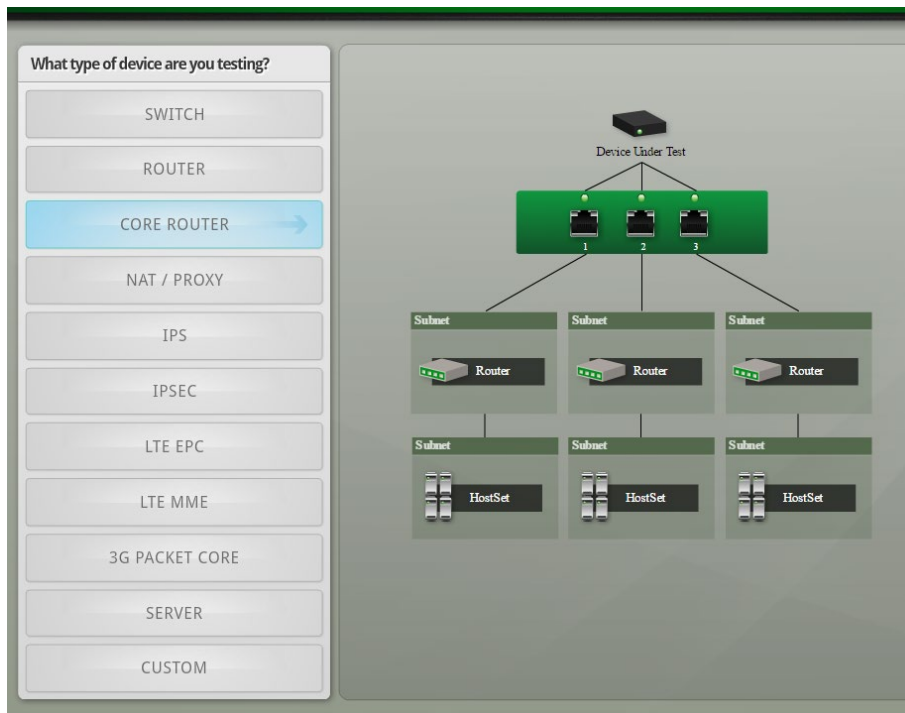 What type of device are you testing?
SWITCH
ROUTER
CORE ROUTER
NAT / PROXY
IPS
IPSEC
LTE EPC
LTE MME
3G PACKET CORE
SERVER
CUSTOM
Device Under Test
1 2 3
Subnet Subnet Subnet
Router Router Router
Subnet Subnet Subnet
HostSet HostSet HostSet